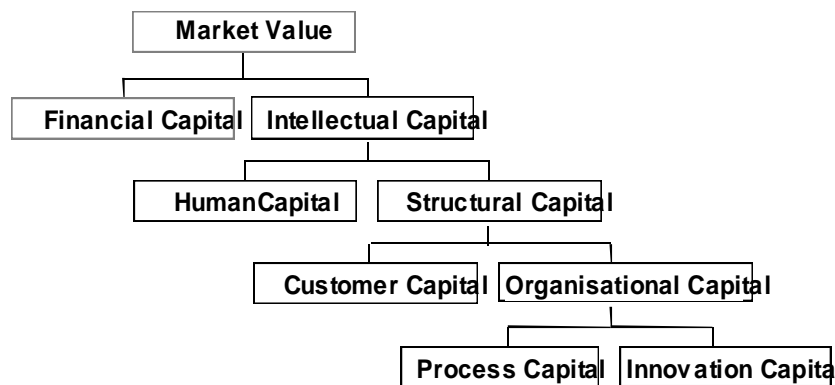 Market Value
Financial Capital
Intellectual Capital
HumanCapital
Structural Capital
Customer Capital
Organisational Capital
Process Capital
Innovation Capita